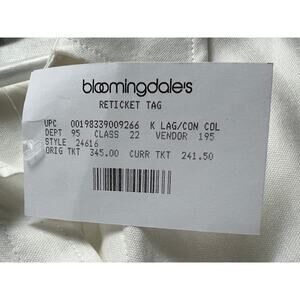 bloomingdale's
RETICKET TAG
UPC 00198339009266 K LAG/CON COL
DEPT 95 CLASS 22 VENDOR 195
STYLE 24616
ORIG TKT 345.00 CURR TKT 241.50